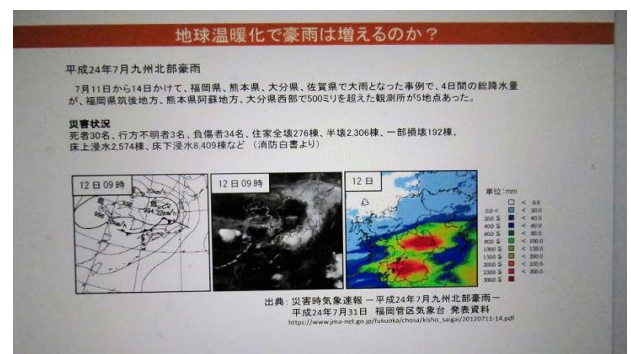 地球温暖化で豪雨は増えるのか？
平成24年7月九州北部豪雨
7月11日から14日かけて、福岡県、熊本県、大分県、佐賀県で大雨となった事例で、4日間の総降水量
が、福岡県筑後地方、熊本県阿蘇地方、大分県西部で500ミリを超えた観測所が5地点あった。
災害状況
死者30名、行方不明者3名、負傷者34名、住家全壊276棟、半壊2,306棟、一部損壊192棟、
床上浸水2,574棟、床下浸水8,409棟など （消防白書より）
12日09時
12日09時
12日
単位：mm
出典： 災害時気象速報 －平成24年7月九州北部豪雨－
平成24年7月31日 福岡管区気象台 発表資料
https://www.jma-net.go.jp/fukuoka/chosa/kisho_saigai/20120711-14.pdf